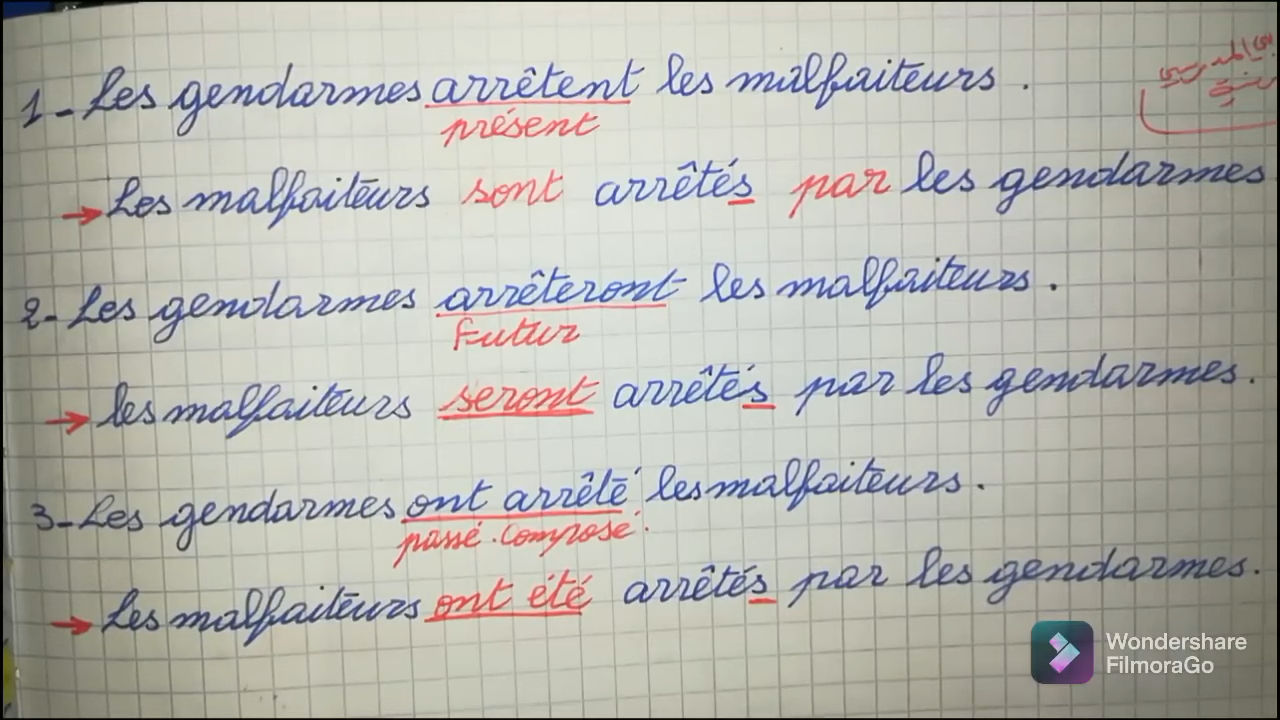 1- Les gendarmes arrêtent les malfaiteurs.
présent
→ Les malfaiteurs sont arrêtés par les gendarmes
2- Les gendarmes arrêteront les malfaiteurs.
Futur
→ les malfaiteurs seront arrêtés par les gendarmes.
3- Les gendarmes ont arrêté les malfaiteurs.
passé composé.
→ Les malfaiteurs ont été arrêtés par les gendarmes.
Wondershare
FilmoraGo